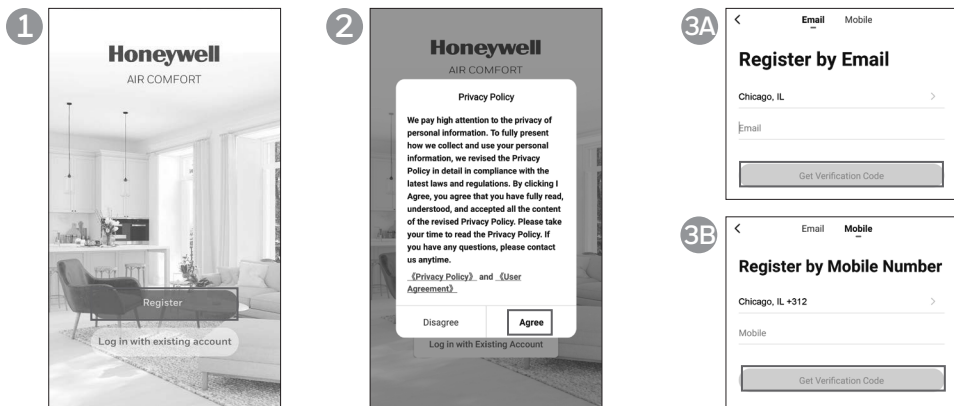 1
Honeywell
AIR COMFORT
Register
Log in with existing account
2
Honeywell
AIR COMFORT
Privacy Policy
We pay high attention to the privacy of
personal information. To fully present
how we collect and use your personal
information, we revised the Privacy
Policy in detail in compliance with the
latest laws and regulations. By clicking I
Agree, you agree that you have fully read,
understood, and accepted all the content
of the revised Privacy Policy. Please take
your time to read the Privacy Policy. If
you have any questions, please contact
us anytime.
《Privacy Policy》 and 《User
Agreement》
Disagree Agree
Log in with Existing Account
3A
Email Mobile
Register by Email
Chicago, IL
Email
Get Verification Code
3B
Email Mobile
Register by Mobile Number
Chicago, IL +312
Mobile
Get Verification Code